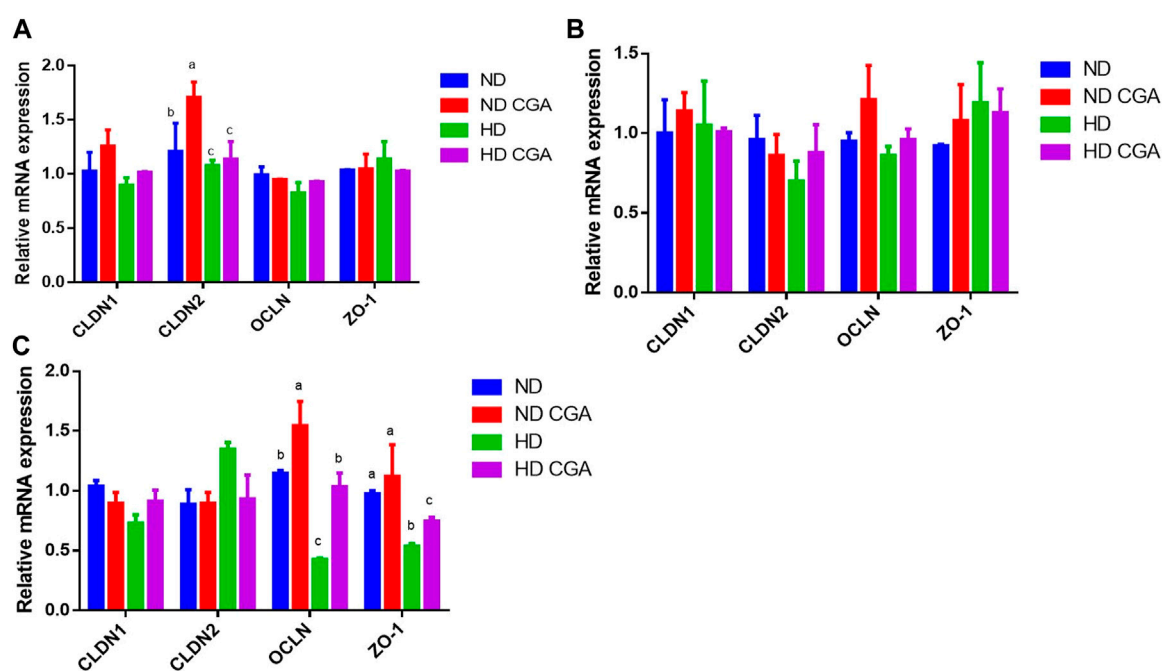 A
Relative mRNA expression
2.0
1.5
1.0
0.5
0.0
a
b
c
c
CLDN1
CLDN2
OCLN
ZO-1
ND
ND CGA
HD
HD CGA
B
Relative mRNA expression
1.5
1.0
0.5
0.0
CLDN1
CLDN2
OCLN
ZO-1
ND
ND CGA
HD
HD CGA
C
Relative mRNA expression
2.0
1.5
1.0
0.5
0.0
b
a
c
b
a
a
b
c
CLDN1
CLDN2
OCLN
ZO-1
ND
ND CGA
HD
HD CGA